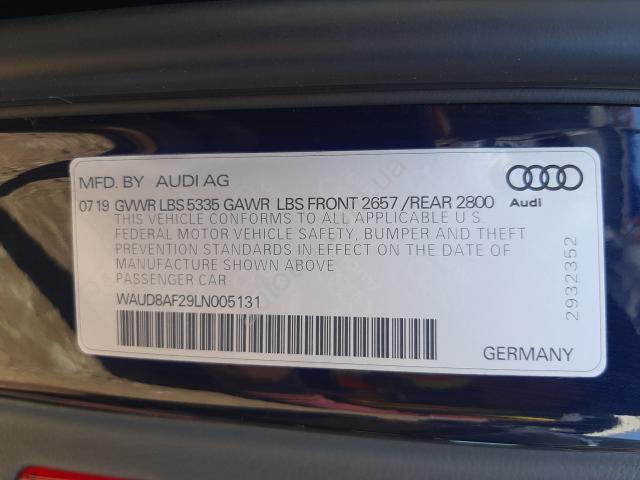 MFD. BY AUDI AG
07 19 GVWR LBS 5335 GAWR LBS FRONT 2657 /REAR 2800
THIS VEHICLE CONFORMS TO ALL APPLICABLE U S
FEDERAL MOTOR VEHICLE SAFETY, BUMPER AND THEFT
PREVENTION STANDARDS IN EFFECT ON THE DATE OF
MANUFACTURE SHOWN ABOVE
PASSENGER CAR
WAUD8AF29LN005131
Audi
2932352
GERMANY